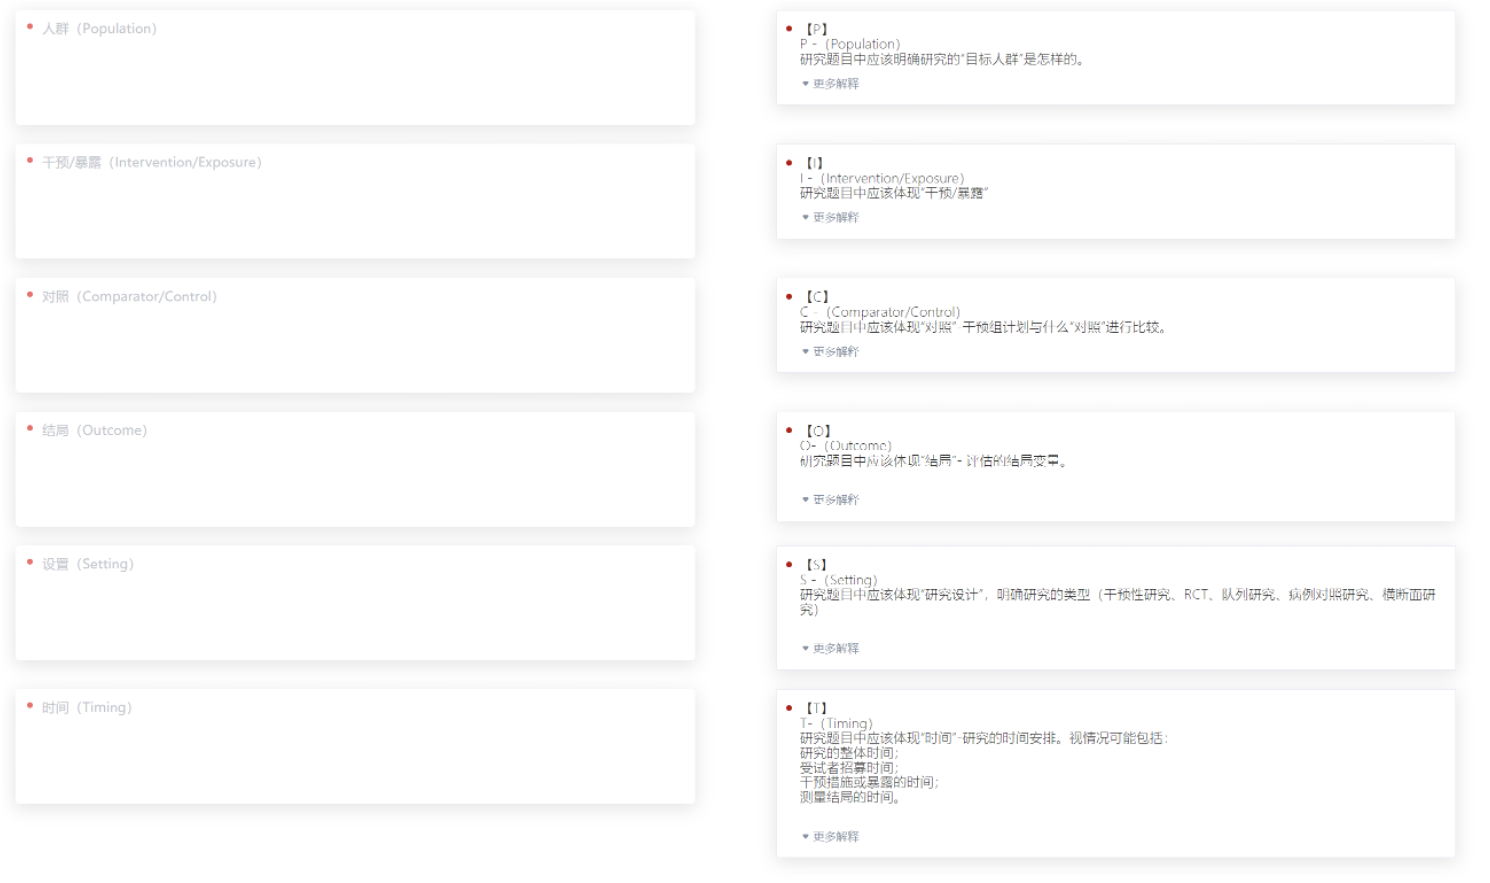 人群（Population）
【P】
P -（Population）
研究题目中应该明确研究的“目标人群”是怎样的。
更多解释
干预/暴露（Intervention/Exposure）
【I】
I -（Intervention/Exposure）
研究题目中应该体现“干预/暴露”
更多解释
对照（Comparator/Control）
【C】
C -（Comparator/Control）
研究题目中应该体现“对照”-干预组计划与什么“对照”进行比较。
更多解释
结局（Outcome）
【O】
O-（Outcome）
研究题目中应该体现“结局”- 评估的结局变量。
更多解释
设置（Setting）
【S】
S -（Setting）
研究题目中应该体现“研究设计”，明确研究的类型（干预性研究、RCT、队列研究、病例对照研究、横断面研
究）
更多解释
时间（Timing）
【T】
T-（Timing）
研究题目中应该体现“时间”-研究的时间安排。视情况可能包括：
研究的整体时间；
受试者招募时间；
干预措施或暴露的时间；
测量结局的时间。
更多解释